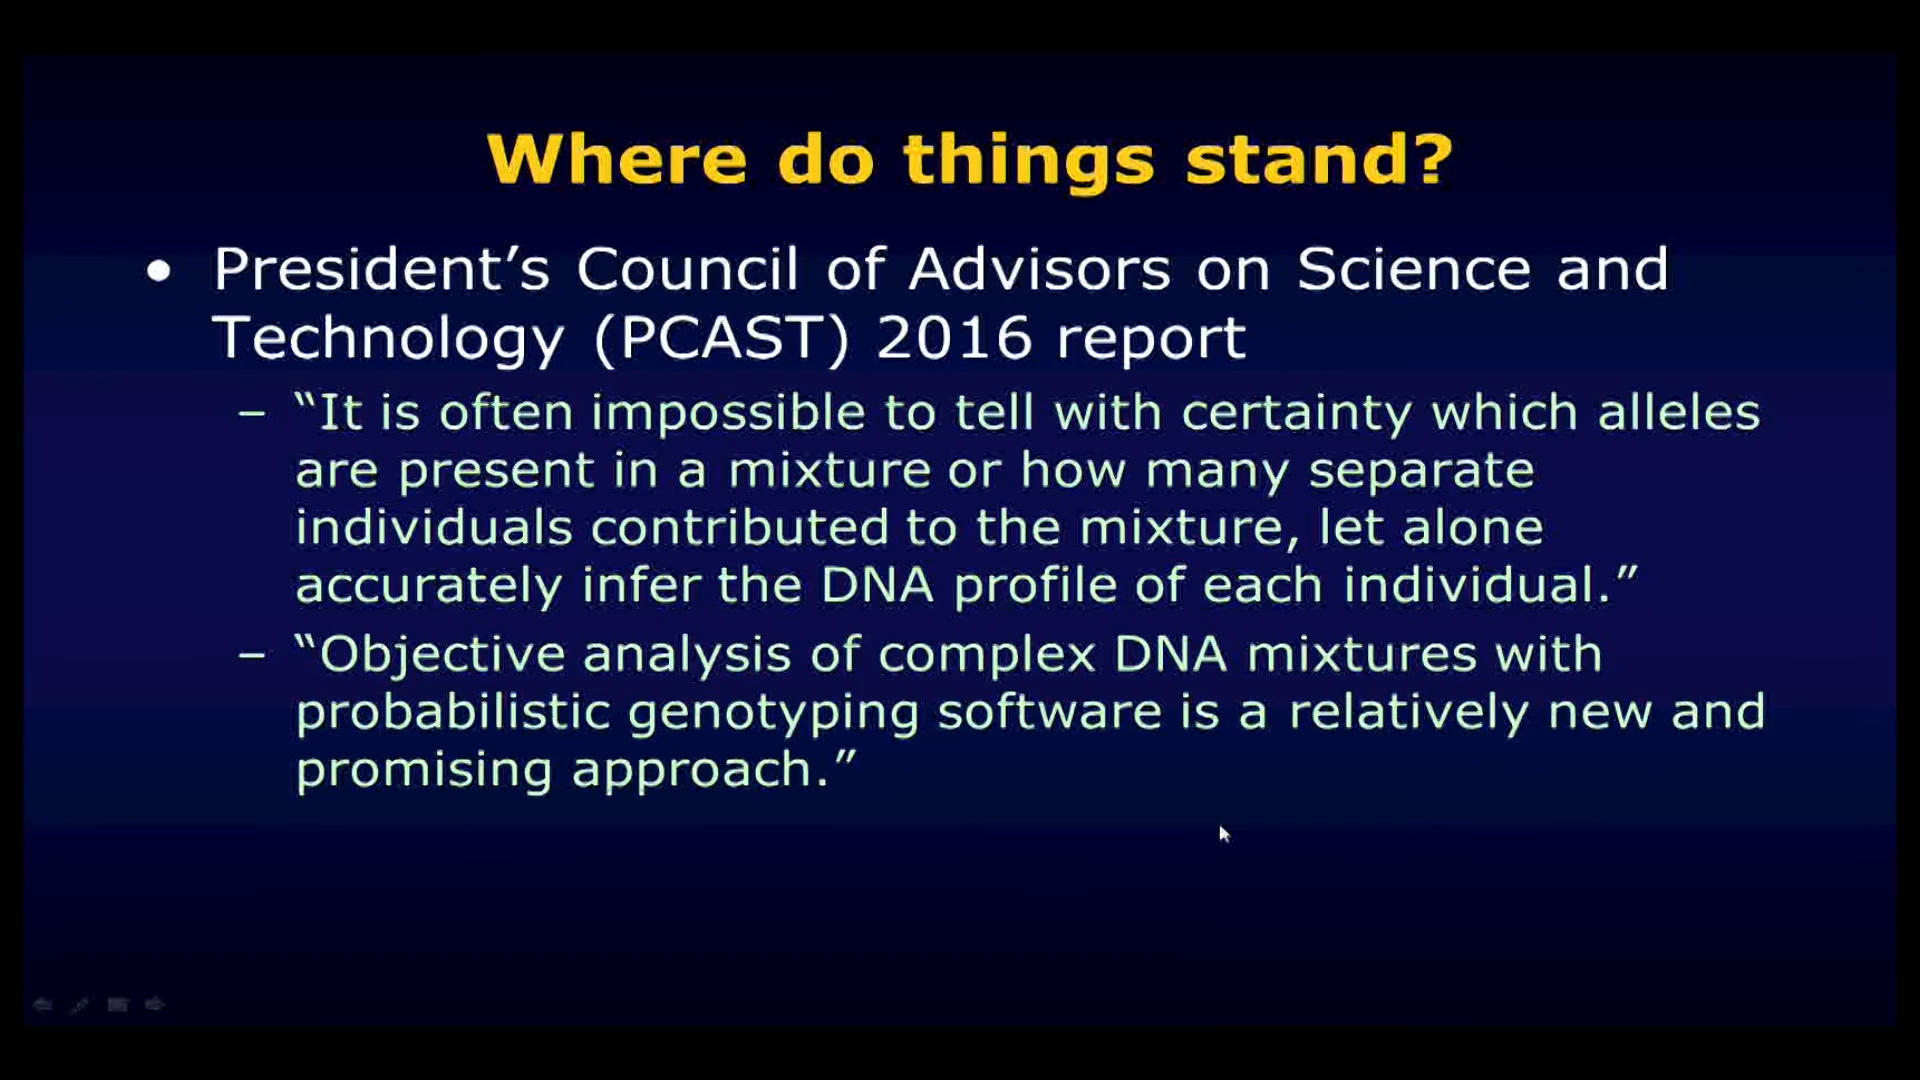 Where do things stand?
• President’s Council of Advisors on Science and
Technology (PCAST) 2016 report
– “It is often impossible to tell with certainty which alleles
are present in a mixture or how many separate
individuals contributed to the mixture, let alone
accurately infer the DNA profile of each individual.”
– “Objective analysis of complex DNA mixtures with
probabilistic genotyping software is a relatively new and
promising approach.”